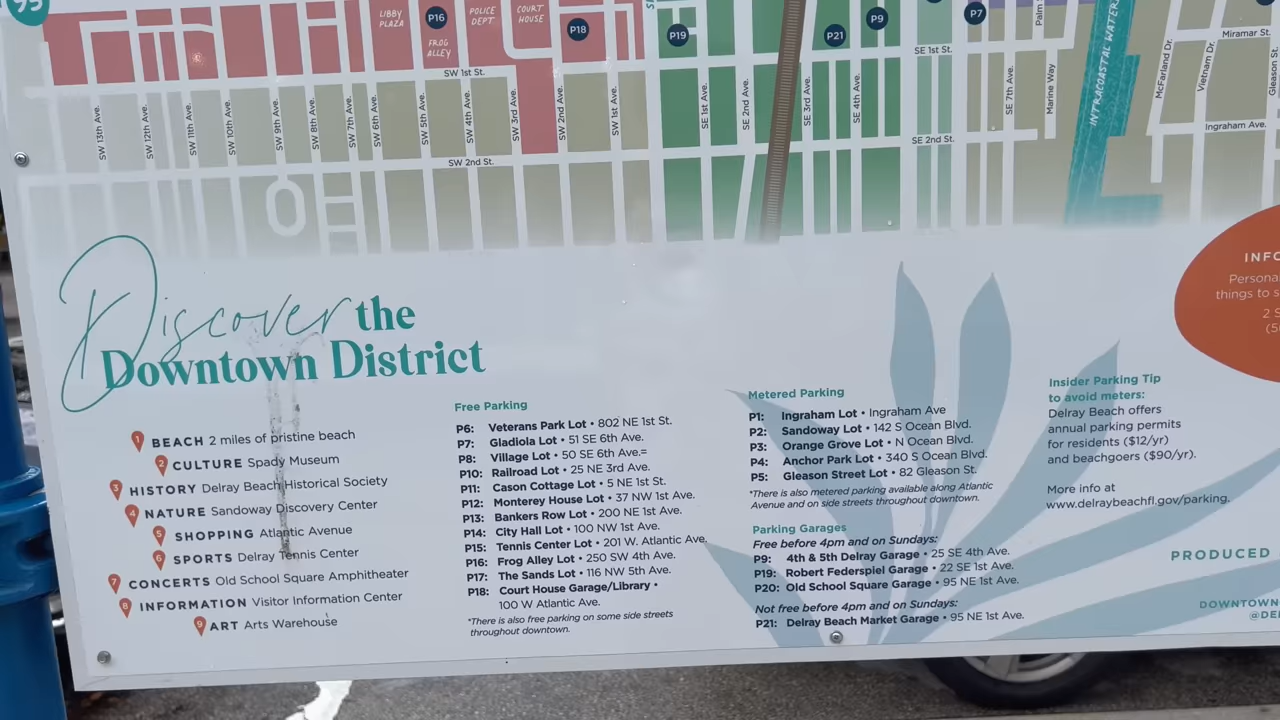 95
LIBBY
PLAZA
P16
FROG
ALLEY
POLICE
DEPT
COURT
HOUSE
P18
P19
P21
P9
P7
SE 1st St.
SW 1st St.
Miramar St.
Palm
INTRACOASTAL WATER
McFarland Dr.
Vietnam Dr.
Gleason St.
SW 13th Ave.
SW 12th Ave.
SW 11th Ave.
SW 10th Ave.
SW 9th Ave.
SW 8th Ave.
SW 7th Ave.
SW 6th Ave.
SW 5th Ave.
SW 4th Ave.
SW 3rd Ave.
SW 2nd Ave.
SW 1st Ave.
SE 1st Ave.
SE 2nd Ave.
SE 3rd Ave.
SE 4th Ave.
SE 7th Ave.
Marine Way
Ingraham Ave.
SW 2nd St.
SE 2nd St.
Discover the
Downtown District
1 BEACH 2 miles of pristine beach
2 CULTURE Spady Museum
3 HISTORY Delray Beach Historical Society
4 NATURE Sandoway Discovery Center
5 SHOPPING Atlantic Avenue
6 SPORTS Delray Tennis Center
7 CONCERTS Old School Square Amphitheater
8 INFORMATION Visitor Information Center
9 ART Arts Warehouse
Free Parking
P6: Veterans Park Lot • 802 NE 1st St.
P7: Gladiola Lot • 51 SE 6th Ave.
P8: Village Lot • 50 SE 6th Ave.=
P10: Railroad Lot • 25 NE 3rd Ave.
P11: Cason Cottage Lot • 5 NE 1st St.
P12: Monterey House Lot • 37 NW 1st Ave.
P13: Bankers Row Lot • 200 NE 1st Ave.
P14: City Hall Lot • 100 NW 1st Ave.
P15: Tennis Center Lot • 201 W. Atlantic Ave.
P16: Frog Alley Lot • 250 SW 4th Ave.
P17: The Sands Lot • 116 NW 5th Ave.
P18: Court House Garage/Library •
100 W Atlantic Ave.
*There is also free parking on some side streets
throughout downtown.
Metered Parking
P1: Ingraham Lot • Ingraham Ave
P2: Sandoway Lot • 142 S Ocean Blvd.
P3: Orange Grove Lot • N Ocean Blvd.
P4: Anchor Park Lot • 340 S Ocean Blvd.
P5: Gleason Street Lot • 82 Gleason St.
*There is also metered parking available along Atlantic
Avenue and on side streets throughout downtown.
Parking Garages
Free before 4pm and on Sundays:
P9: 4th & 5th Delray Garage • 25 SE 4th Ave.
P19: Robert Federspiel Garage • 22 SE 1st Ave.
P20: Old School Square Garage • 95 NE 1st Ave.
Not free before 4pm and on Sundays:
P21: Delray Beach Market Garage • 95 NE 1st Ave.
Insider Parking Tip
to avoid meters:
Delray Beach offers
annual parking permits
for residents ($12/yr)
and beachgoers ($90/yr).
More info at
www.delraybeachfl.gov/parking.
INFO
Persona
things to s
2 S
(5
PRODUCED
DOWNTOWN
@DE